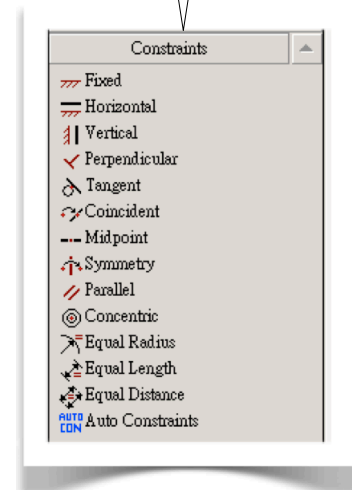 Constraints
Fixed
Horizontal
Vertical
Perpendicular
Tangent
Coincident
Midpoint
Symmetry
Parallel
Concentric
Equal Radius
Equal Length
Equal Distance
AUTO CON Auto Constraints